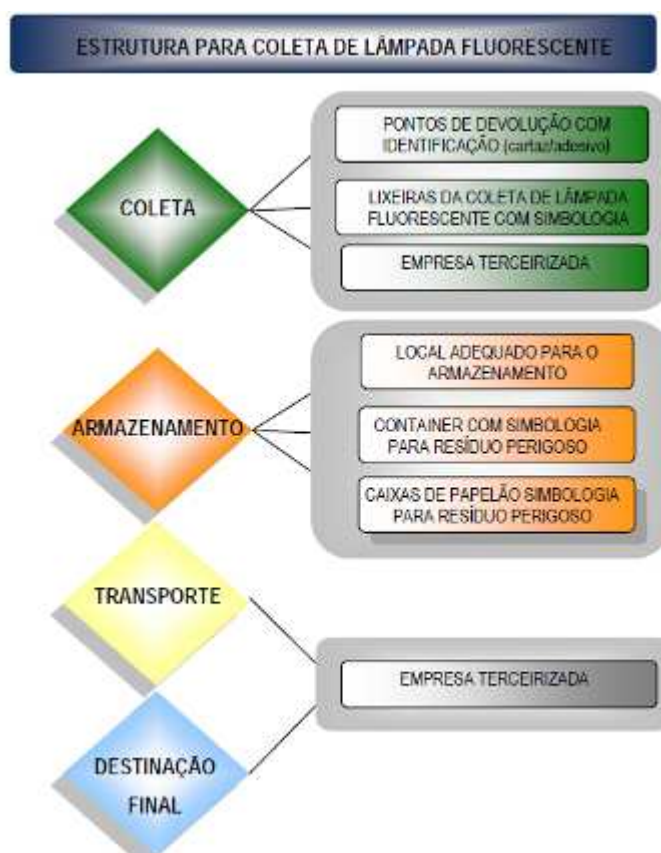 ESTRUTURA PARA COLETA DE LÂMPADA FLUORESCENTE
COLETA
PONTOS DE DEVOLUÇÃO COM
IDENTIFICAÇÃO (cartaz/adesivo)
LIXEIRAS DA COLETA DE LÂMPADA
FLUORESCENTE COM SIMBOLOGIA
EMPRESA TERCEIRIZADA
ARMAZENAMENTO
LOCAL ADEQUADO PARA O
ARMAZENAMENTO
CONTAINER COM SIMBOLOGIA
PARA RESÍDUO PERIGOSO
CAIXAS DE PAPELÃO SIMBOLOGIA
PARA RESÍDUO PERIGOSO
TRANSPORTE
EMPRESA TERCEIRIZADA
DESTINAÇÃO
FINAL